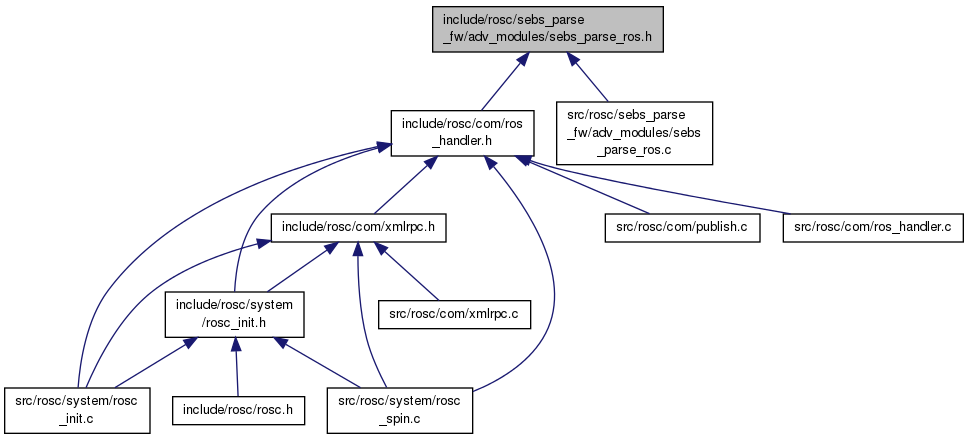 include/rosc/sebs_parse
_fw/adv_modules/sebs_parse_ros.h
include/rosc/com/ros
_handler.h
src/rosc/sebs_parse
_fw/adv_modules/sebs
_parse_ros.c
include/rosc/com/xmlrpc.h
src/rosc/com/publish.c
src/rosc/com/ros_handler.c
include/rosc/system
/rosc_init.h
src/rosc/com/xmlrpc.c
src/rosc/system/rosc
_init.c
include/rosc/rosc.h
src/rosc/system/rosc
_spin.c